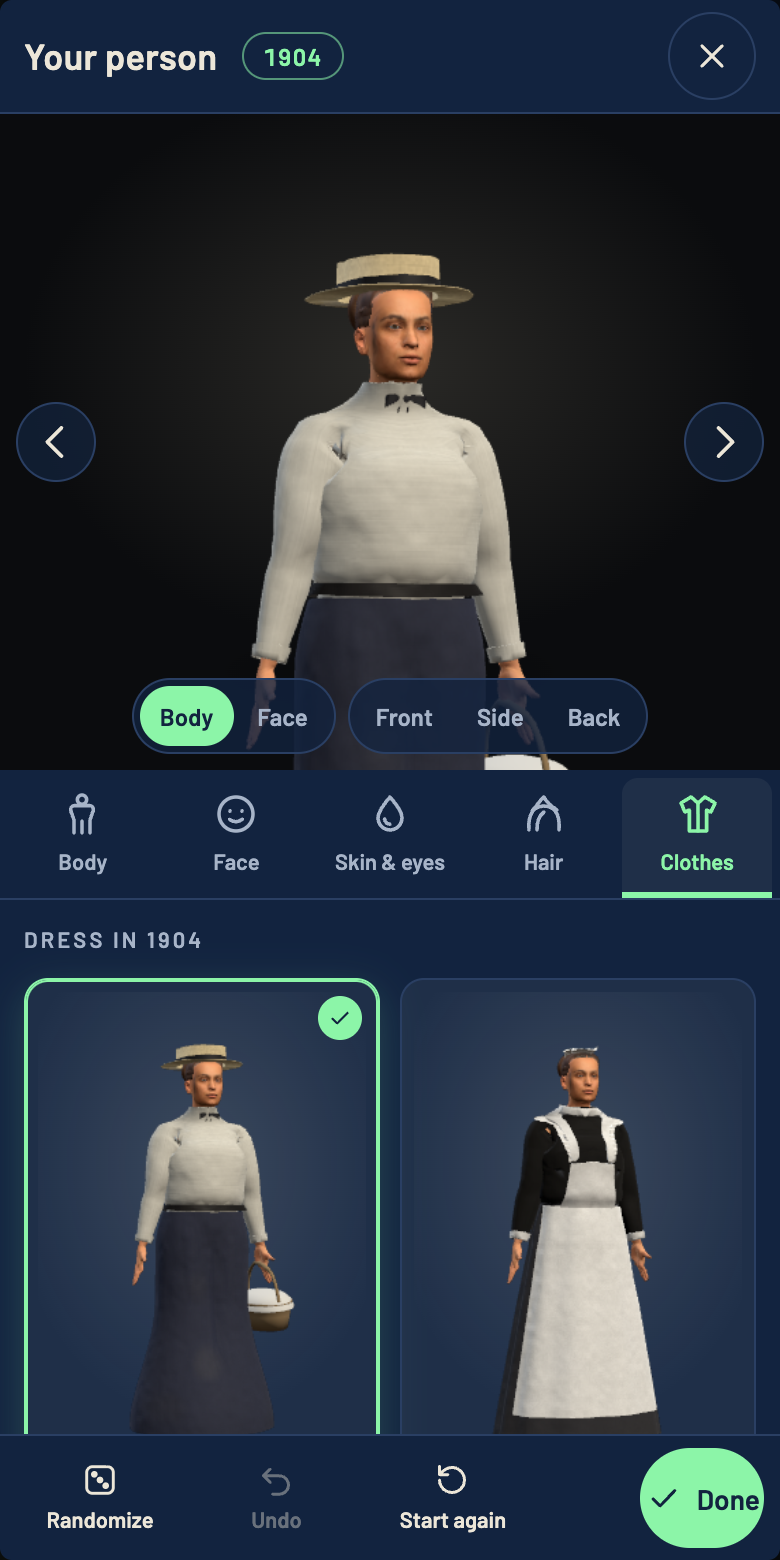 Your person 1904
Body Face Front Side Back
Body Face Skin & eyes Hair Clothes
DRESS IN 1904
Randomize Undo Start again Done